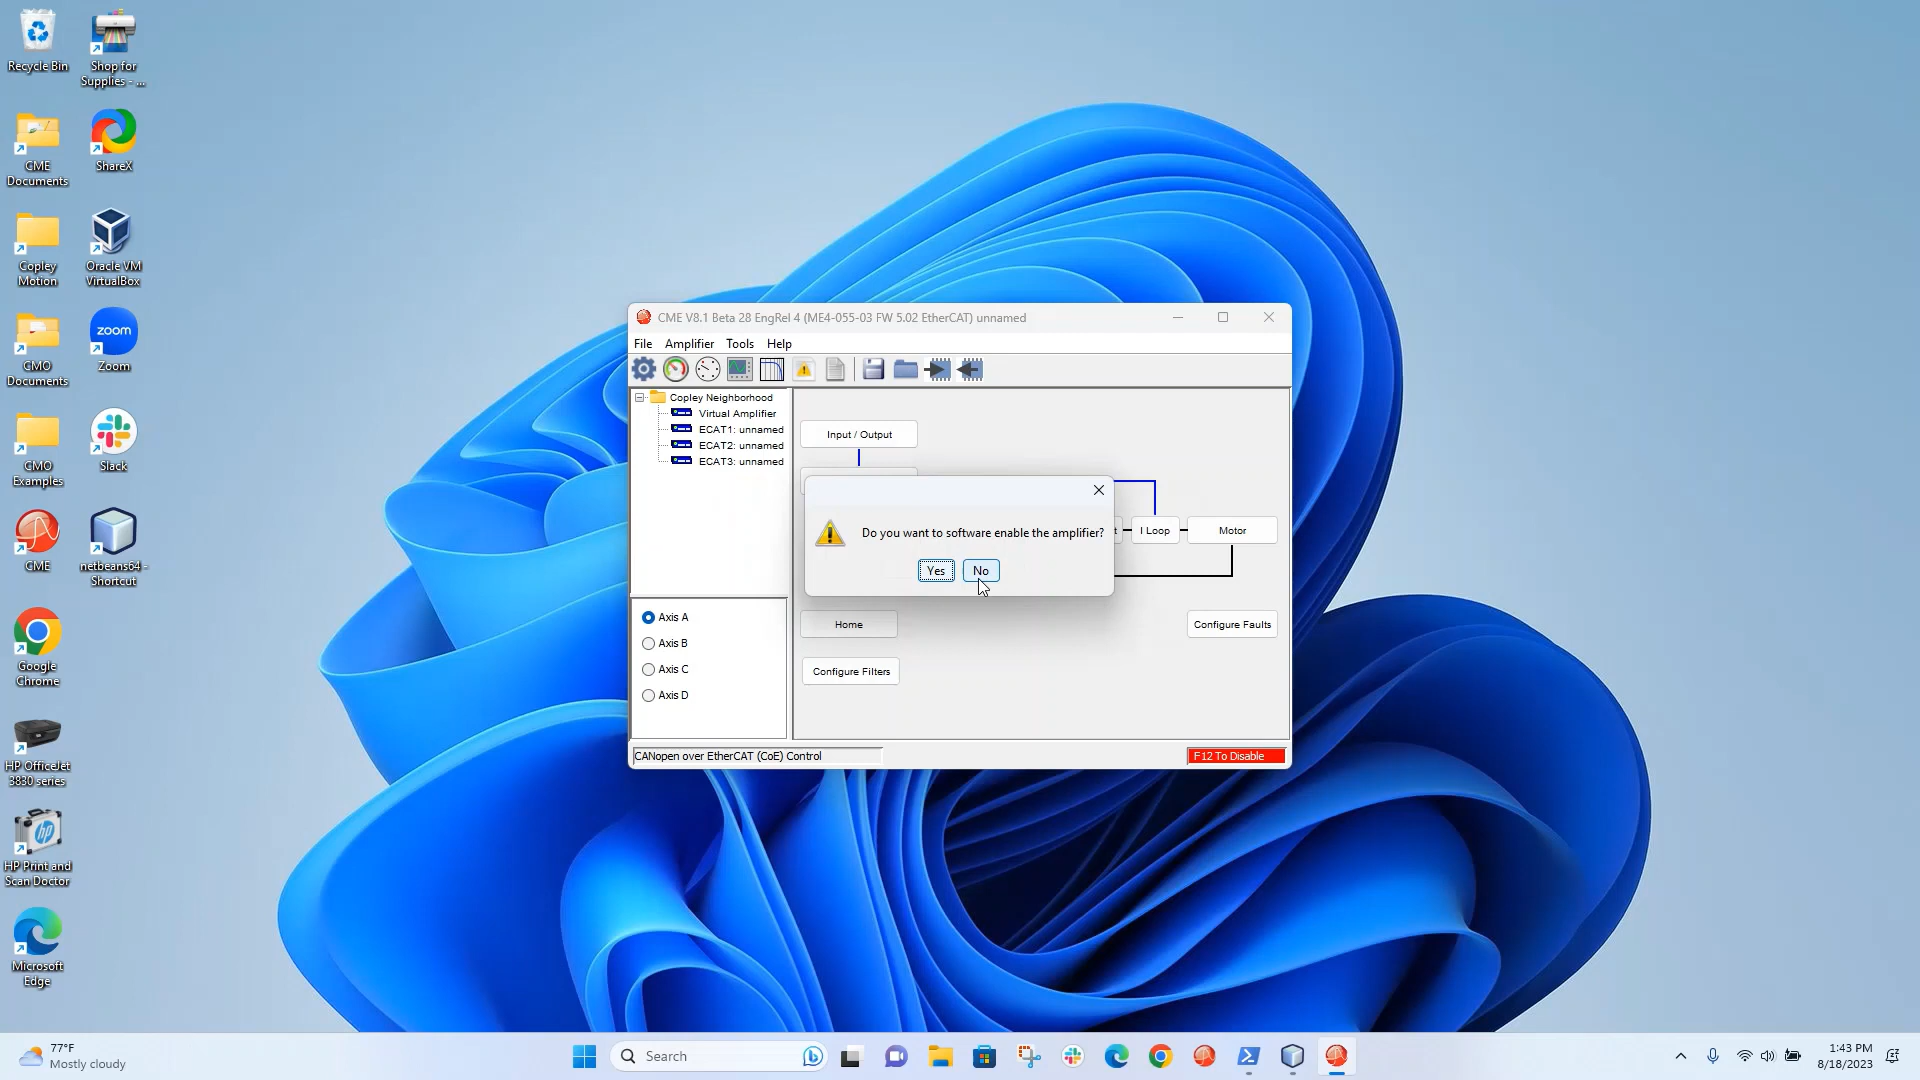 Recycle Bin
Shop for
Supplies - ...
CME
Documents
ShareX
Copley
Motion
Oracle VM
VirtualBox
CMO
Documents
zoom
Zoom
CMO
Examples
Slack
CME
netbeans64 -
Shortcut
Google
Chrome
HP OfficeJet
3830 series
HP Print and
Scan Doctor
Microsoft
Edge
CME V8.1 Beta 28 EngRel 4 (ME4-055-03 FW 5.02 EtherCAT) unnamed
File Amplifier Tools Help
Copley Neighborhood
Virtual Amplifier
ECAT1: unnamed
ECAT2: unnamed
ECAT3: unnamed
Axis A
Axis B
Axis C
Axis D
Input / Output
Do you want to software enable the amplifier?
Yes No
t I Loop Motor
Home
Configure Faults
Configure Filters
CANopen over EtherCAT (CoE) Control
F12 To Disable
77°F
Mostly cloudy
Search
1:43 PM
8/18/2023